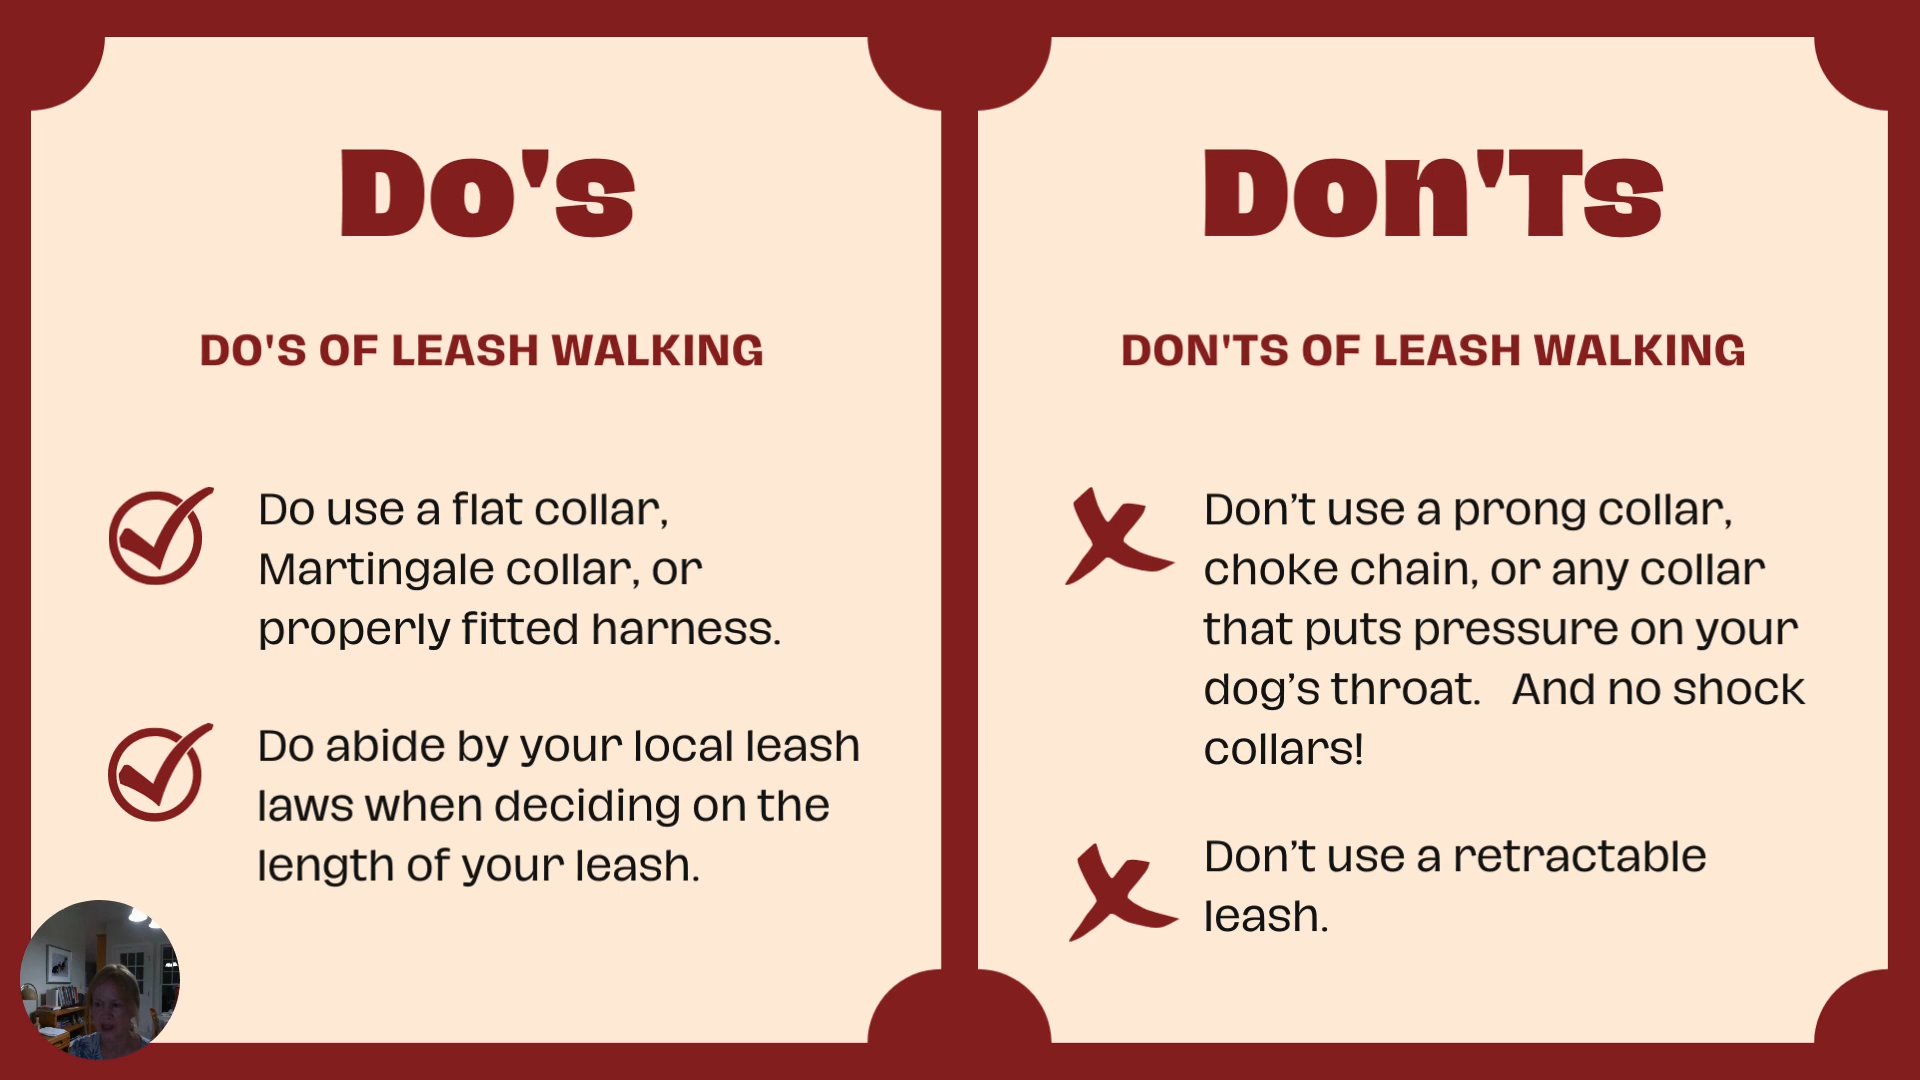 Do's
DO'S OF LEASH WALKING
Do use a flat collar,
Martingale collar, or
properly fitted harness.
Do abide by your local leash
laws when deciding on the
length of your leash.
Don'Ts
DON'TS OF LEASH WALKING
Don’t use a prong collar,
choke chain, or any collar
that puts pressure on your
dog’s throat.   And no shock
collars!
Don’t use a retractable
leash.